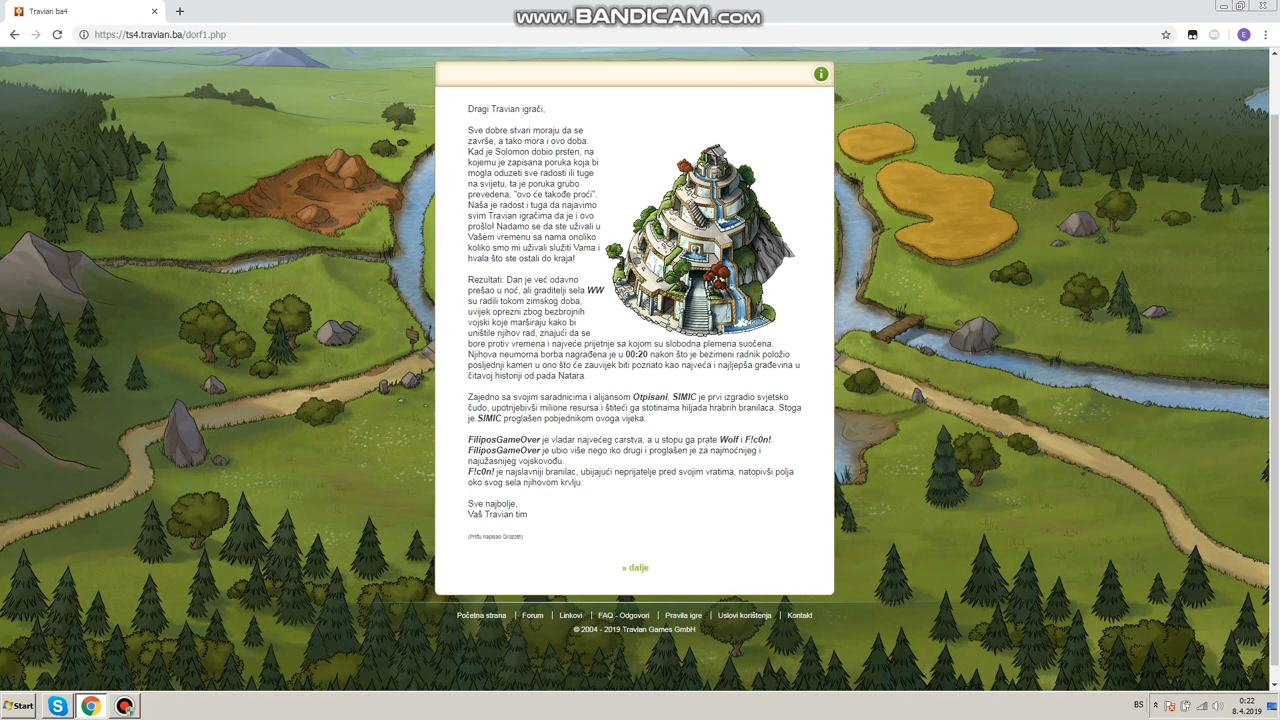 www.BANDICAM.com
Travian ba4
https://ts4.travian.ba/dorf1.php
E
Dragi Travian igrači,
Sve dobre stvari moraju da se
završe, a tako mora i ovo doba.
Kad je Solomon dobio prsten, na
kojemu je zapisana poruka koja bi
mogla oduzeti sve radosti ili tuge
na svijetu, ta je poruka grubo
prevedena, "ovo će takođe proći".
Naša je radost i tuga da najavimo
svim Travian igračima da je i ovo
prošlo! Nadamo se da ste uživali u
Vašem vremenu sa nama onoliko
koliko smo mi uživali služiti Vama i
hvala što ste ostali do kraja!
Rezultati: Dan je već odavno
prešao u noć, ali graditelji sela WW
su radili tokom zimskog doba,
uvijek oprezni zbog bezbrojnih
vojski koje marširaju kako bi
uništile njihov rad, znajući da se
bore protiv vremena i najveće prijetnje sa kojom su slobodna plemena suočena.
Njihova neumorna borba nagrađena je u 00:20 nakon što je bezimeni radnik položio
posljednji kamen u ono što će zauvijek biti poznato kao najveća i najljepša građevina u
čitavoj historiji od pada Natara.
Zajedno sa svojim saradnicima i alijansom Otpisani, SIMIC je prvi izgradio svjetsko
čudo, upotrijebivši milione resursa i štiteći ga stotinama hiljada hrabrih branilaca. Stoga
je SIMIC proglašen pobjednikom ovoga vijeka.
FiliposGameOver je vladar najvećeg carstva, a u stopu ga prate Wolf i F!c0n!.
FiliposGameOver je ubio više nego iko drugi i proglašen je za najmoćnijeg i
najužasnijeg vojskovođu.
F!c0n! je najslavniji branilac, ubijajući neprijatelje pred svojim vratima, natopivši polja
oko svog sela njihovom krvlju.
Sve najbolje,
Vaš Travian tim
(Priču napisao Grozoth)
» dalje
Početna strana | Forum | Linkovi | FAQ - Odgovori | Pravila igre | Uslovi korištenja | Kontakt
© 2004 - 2019 Travian Games GmbH
Start
BS
0:22
8.4.2019